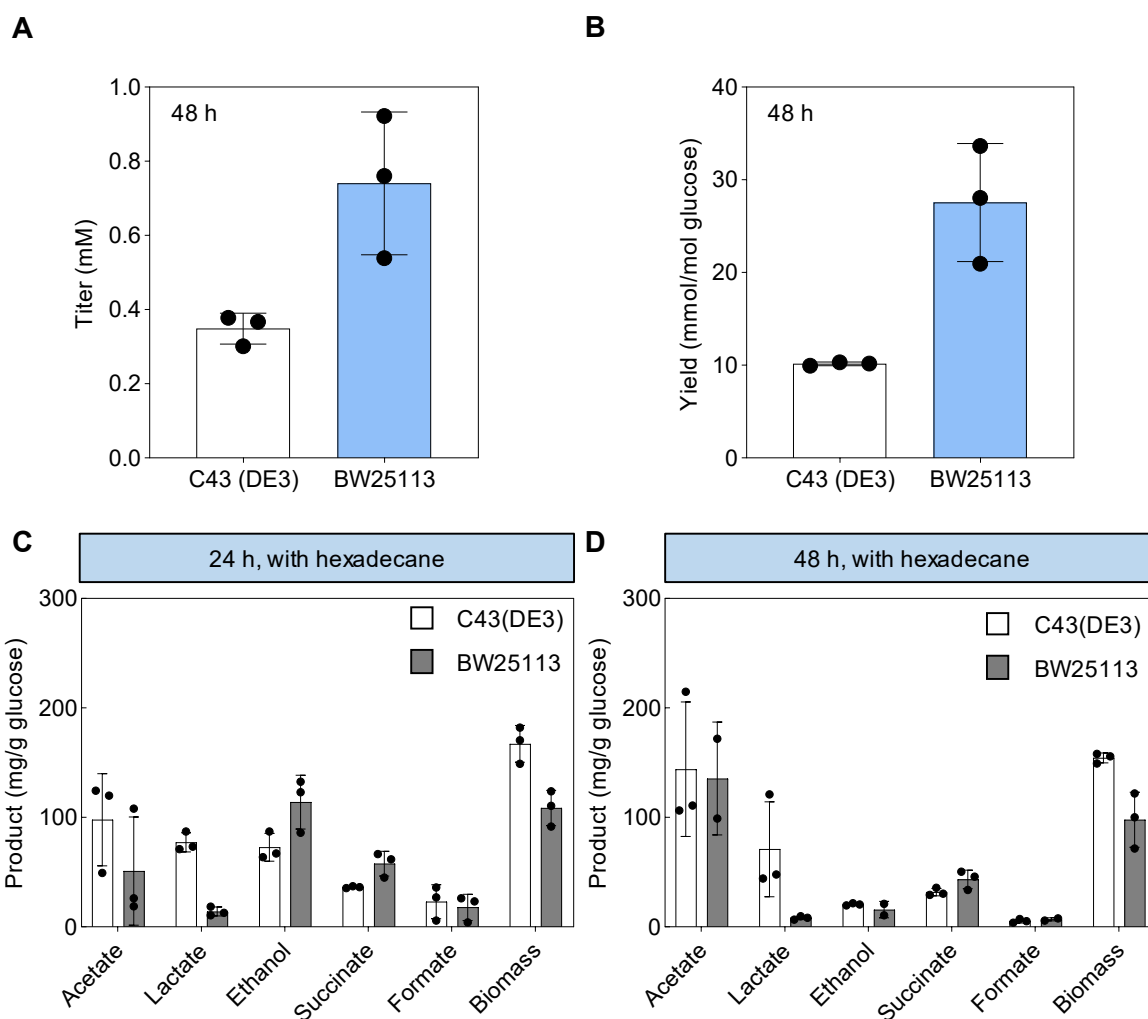 A
48 h
Titer (mM)
1.0
0.8
0.6
0.4
0.2
0.0
C43 (DE3)
BW25113
B
48 h
Yield (mmol/mol glucose)
40
30
20
10
0
C43 (DE3)
BW25113
C
24 h, with hexadecane
C43(DE3)
BW25113
Product (mg/g glucose)
300
200
100
0
Acetate
Lactate
Ethanol
Succinate
Formate
Biomass
D
48 h, with hexadecane
C43(DE3)
BW25113
Product (mg/g glucose)
300
200
100
0
Acetate
Lactate
Ethanol
Succinate
Formate
Biomass